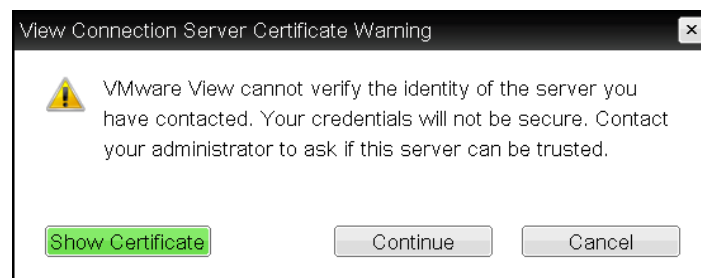 View Connection Server Certificate Warning
VMware View cannot verify the identity of the server you
have contacted. Your credentials will not be secure. Contact
your administrator to ask if this server can be trusted.
Show Certificate
Continue
Cancel